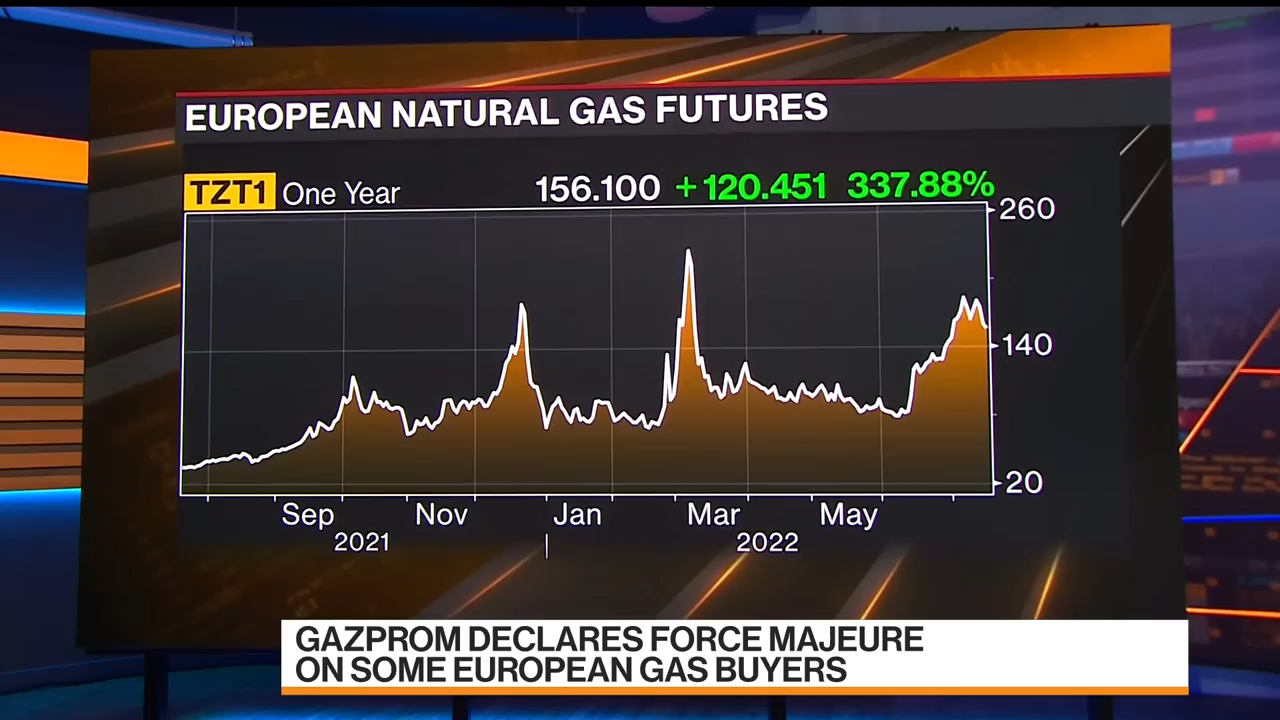 EUROPEAN NATURAL GAS FUTURES
TZT1 One Year 156.100 +120.451 337.88%
260
140
20
Sep Nov Jan Mar May
2021 2022
GAZPROM DECLARES FORCE MAJEURE
ON SOME EUROPEAN GAS BUYERS